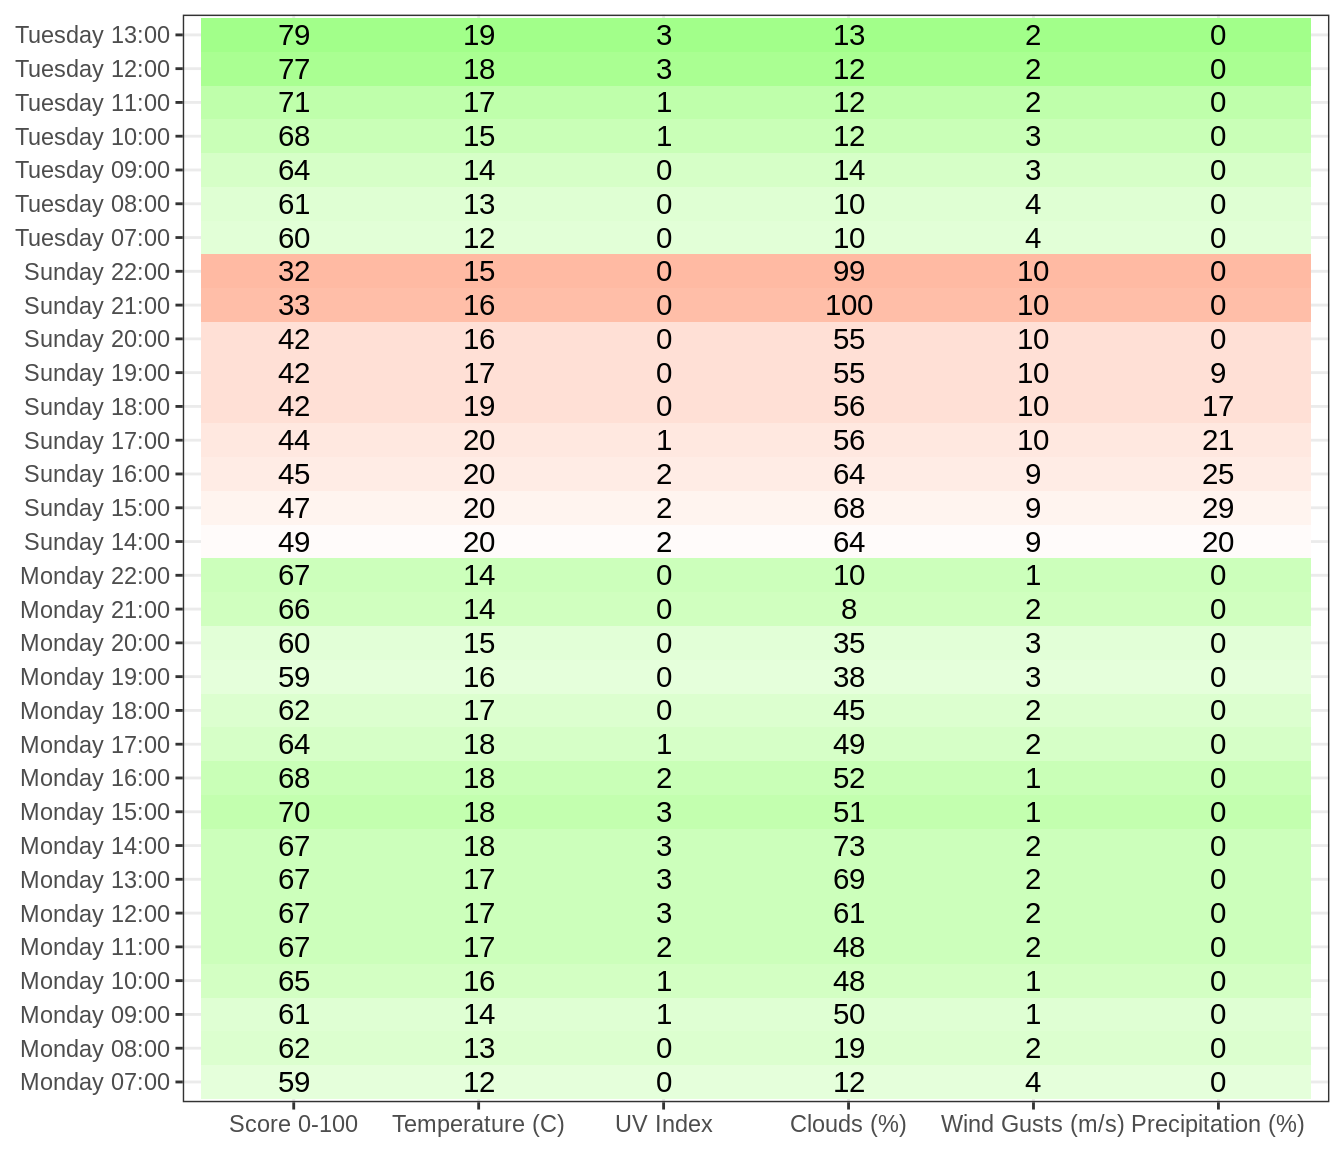 Tuesday 13:00 79 19 3 13 2 0
Tuesday 12:00 77 18 3 12 2 0
Tuesday 11:00 71 17 1 12 2 0
Tuesday 10:00 68 15 1 12 3 0
Tuesday 09:00 64 14 0 14 3 0
Tuesday 08:00 61 13 0 10 4 0
Tuesday 07:00 60 12 0 10 4 0
Sunday 22:00 32 15 0 99 10 0
Sunday 21:00 33 16 0 100 10 0
Sunday 20:00 42 16 0 55 10 0
Sunday 19:00 42 17 0 55 10 9
Sunday 18:00 42 19 0 56 10 17
Sunday 17:00 44 20 1 56 10 21
Sunday 16:00 45 20 2 64 9 25
Sunday 15:00 47 20 2 68 9 29
Sunday 14:00 49 20 2 64 9 20
Monday 22:00 67 14 0 10 1 0
Monday 21:00 66 14 0 8 2 0
Monday 20:00 60 15 0 35 3 0
Monday 19:00 59 16 0 38 3 0
Monday 18:00 62 17 0 45 2 0
Monday 17:00 64 18 1 49 2 0
Monday 16:00 68 18 2 52 1 0
Monday 15:00 70 18 3 51 1 0
Monday 14:00 67 18 3 73 2 0
Monday 13:00 67 17 3 69 2 0
Monday 12:00 67 17 3 61 2 0
Monday 11:00 67 17 2 48 2 0
Monday 10:00 65 16 1 48 1 0
Monday 09:00 61 14 1 50 1 0
Monday 08:00 62 13 0 19 2 0
Monday 07:00 59 12 0 12 4 0
Score 0-100 Temperature (C) UV Index Clouds (%) Wind Gusts (m/s) Precipitation (%)